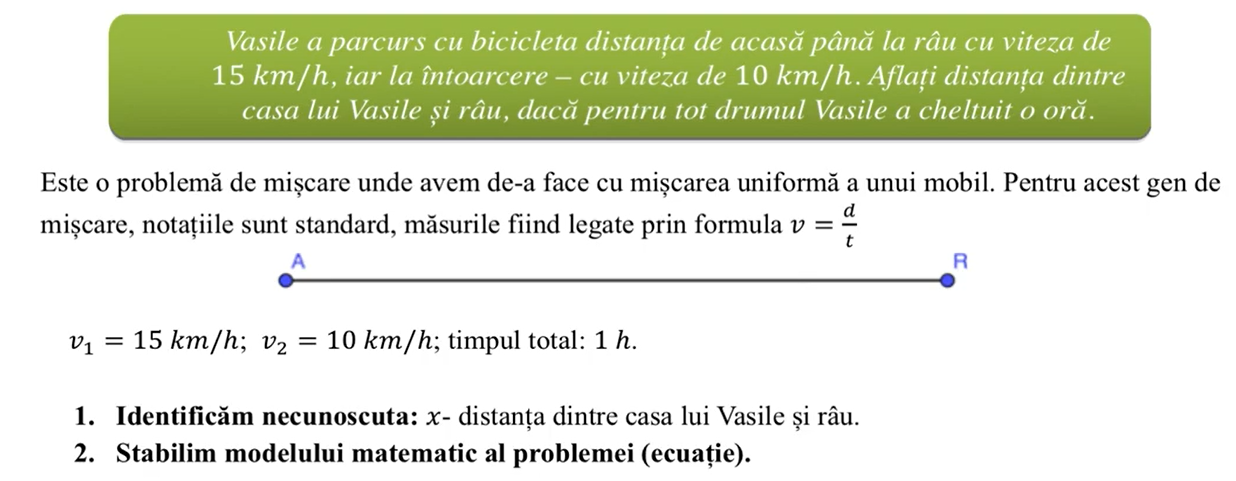 Vasile a parcurs cu bicicleta distanța de acasă până la râu cu viteza de
15 km/h, iar la întoarcere – cu viteza de 10 km/h. Aflați distanța dintre
casa lui Vasile și râu, dacă pentru tot drumul Vasile a cheltuit o oră.
Este o problemă de mișcare unde avem de-a face cu mișcarea uniformă a unui mobil. Pentru acest gen de
mișcare, notațiile sunt standard, măsurile fiind legate prin formula v = d/t
A R
v₁ = 15 km/h; v₂ = 10 km/h; timpul total: 1 h.
1. Identificăm necunoscuta: x- distanța dintre casa lui Vasile și râu.
2. Stabilim modelului matematic al problemei (ecuație).